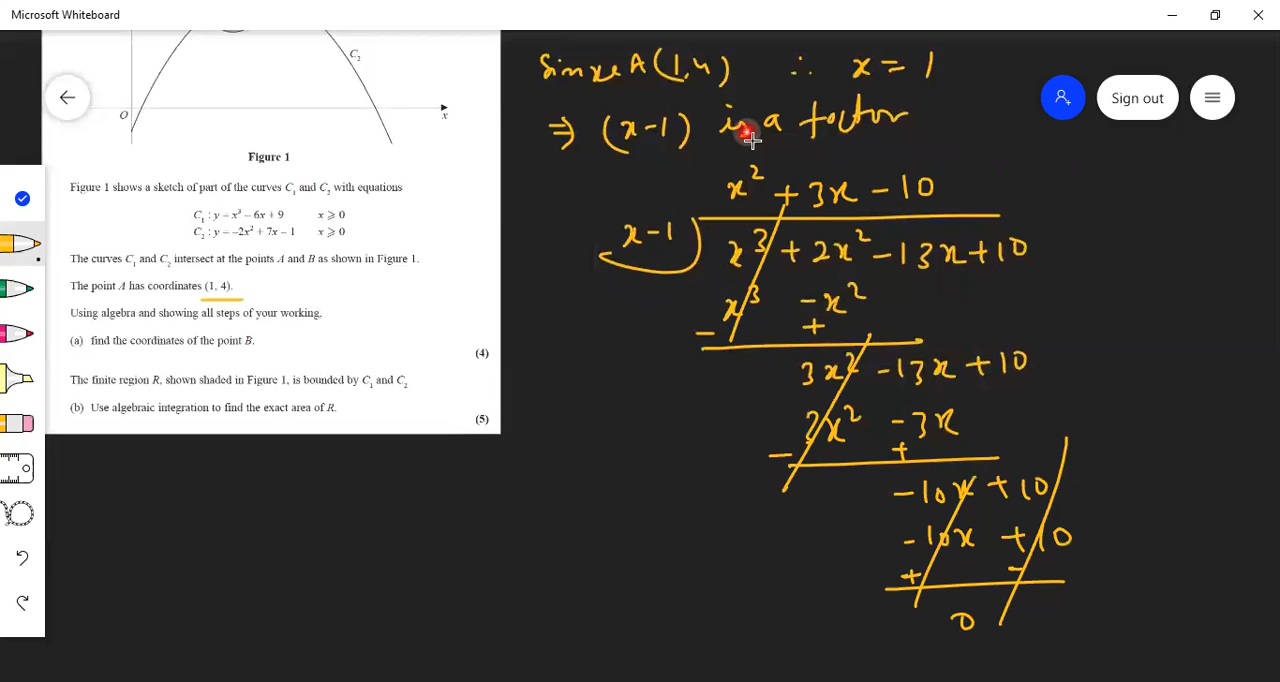 Microsoft Whiteboard
Sign out
C₂
O
x
Figure 1
Figure 1 shows a sketch of part of the curves C₁ and C₂ with equations
C₁ : y = x³ − 6x + 9 x ⩾ 0
C₂ : y = −2x² + 7x − 1 x ⩾ 0
The curves C₁ and C₂ intersect at the points A and B as shown in Figure 1.
The point A has coordinates (1, 4).
Using algebra and showing all steps of your working,
(a) find the coordinates of the point B.
(4)
The finite region R, shown shaded in Figure 1, is bounded by C₁ and C₂
(b) Use algebraic integration to find the exact area of R.
(5)
A(1,4) ∴ x = 1
⇒ (x-1) is a factor
x² + 3x - 10
x-1 x³ + 2x² - 13x + 10
x³ - x²
- +
3x² - 13x + 10
3x² - 3x
- +
-10x + 10
-10x + 10
+ -
0